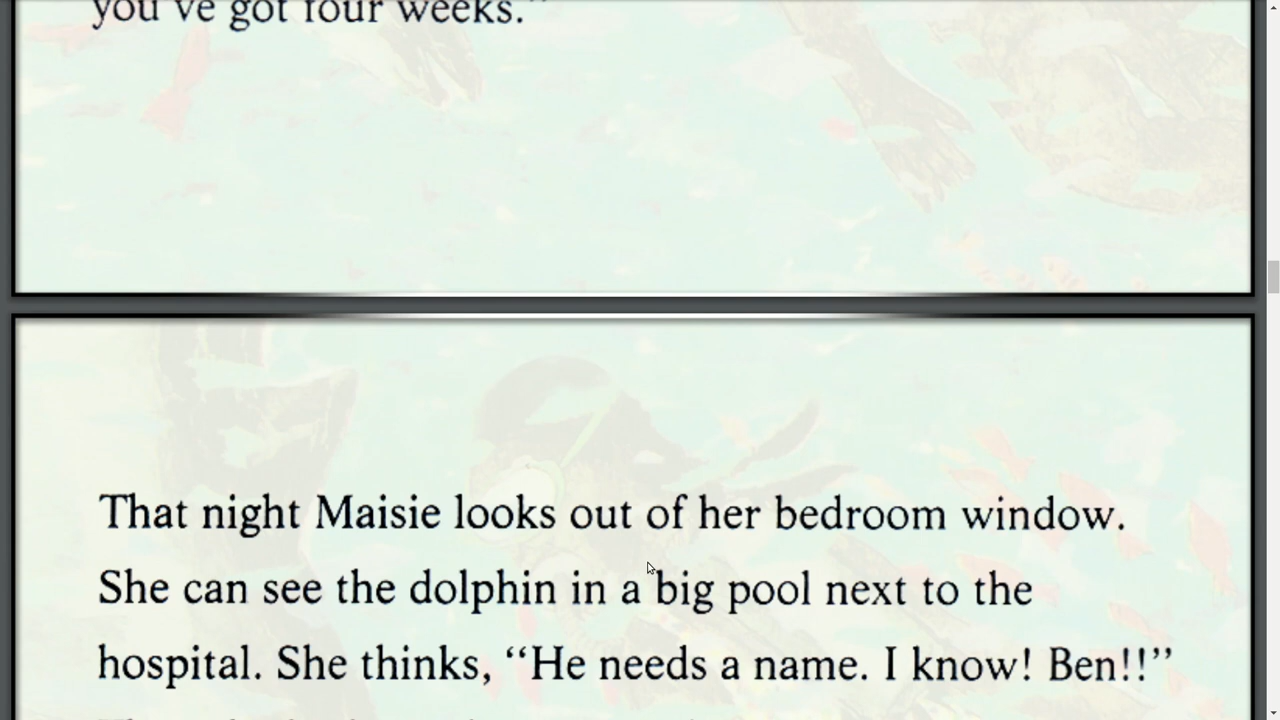 you've got four weeks."
That night Maisie looks out of her bedroom window.
She can see the dolphin in a big pool next to the
hospital. She thinks, “He needs a name. I know! Ben!!”